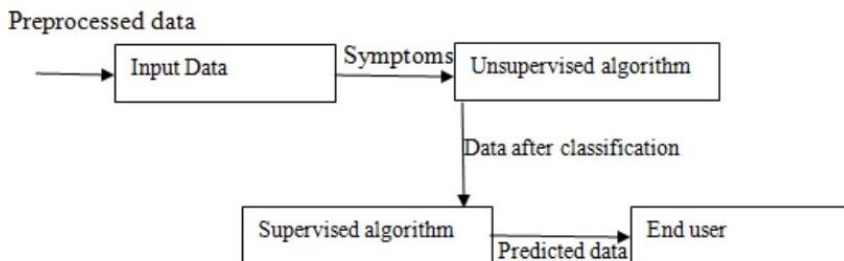 Preprocessed data
Input Data
Symptoms
Unsupervised algorithm
Data after classification
Supervised algorithm
Predicted data
End user